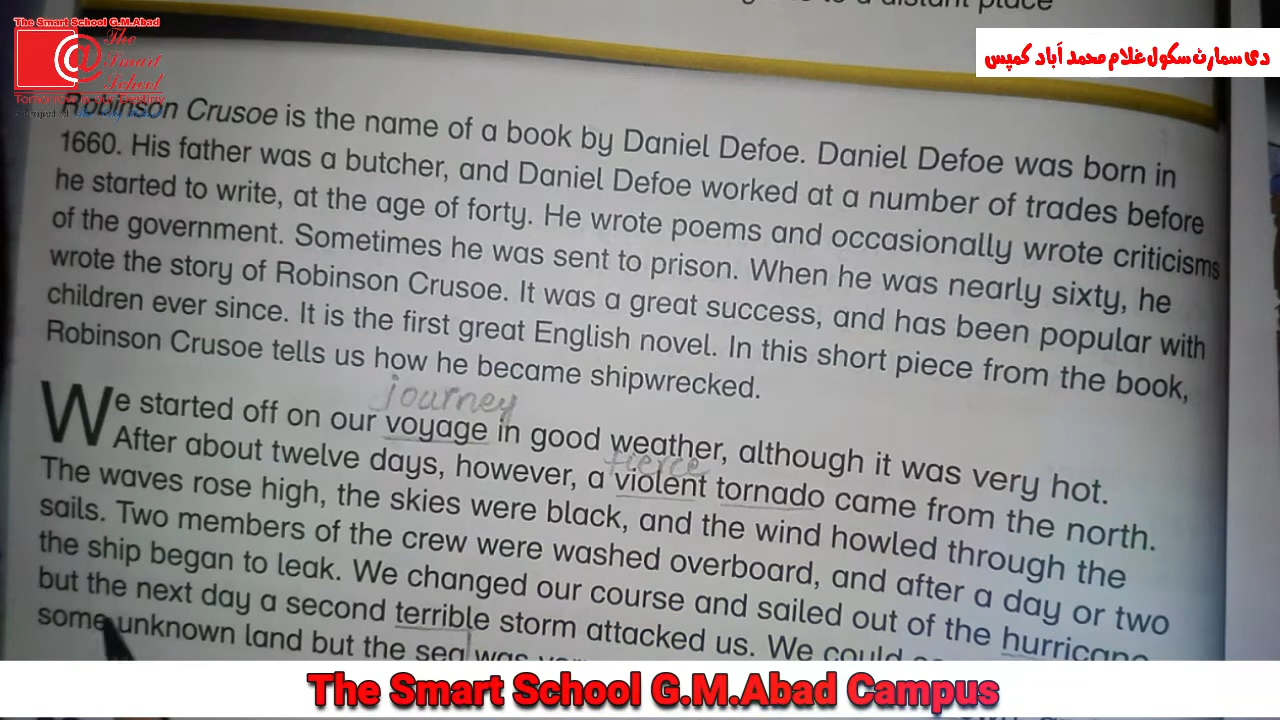 to a distant place
The Smart School G.M.Abad
The
Smart
School
Tomorrow is our Destiny
دی سمارٹ سکول غلام محمد آباد کمپس
Robinson Crusoe is the name of a book by Daniel Defoe. Daniel Defoe was born in
1660. His father was a butcher, and Daniel Defoe worked at a number of trades before
he started to write, at the age of forty. He wrote poems and occasionally wrote criticisms
of the government. Sometimes he was sent to prison. When he was nearly sixty, he
wrote the story of Robinson Crusoe. It was a great success, and has been popular with
children ever since. It is the first great English novel. In this short piece from the book,
Robinson Crusoe tells us how he became shipwrecked.
journey
We started off on our voyage in good weather, although it was very hot.
fierce
After about twelve days, however, a violent tornado came from the north.
The waves rose high, the skies were black, and the wind howled through the
sails. Two members of the crew were washed overboard, and after a day or two
the ship began to leak. We changed our course and sailed out of the hurricane
but the next day a second terrible storm attacked us. We could
some unknown land but the sea was
The Smart School G.M.Abad Campus